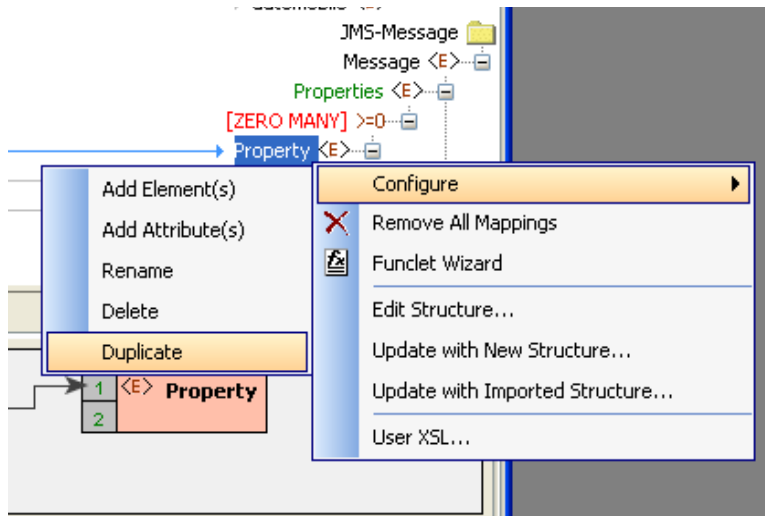 JMS-Message
Message <E>
Properties <E>
[ZERO MANY] >=0
Property <E>
Configure
Remove All Mappings
Funclet Wizard
Edit Structure...
Update with New Structure...
Update with Imported Structure...
User XSL...
Add Element(s)
Add Attribute(s)
Rename
Delete
Duplicate
1 <E> Property
2